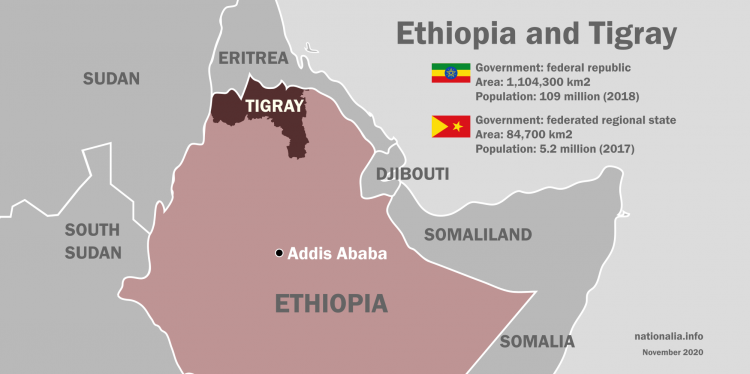 Ethiopia and Tigray
Government: federal republic
Area: 1,104,300 km2
Population: 109 million (2018)
Government: federated regional state
Area: 84,700 km2
Population: 5.2 million (2017)
ERITREA
SUDAN
TIGRAY
DJIBOUTI
SOUTH
SUDAN
SOMALILAND
Addis Ababa
ETHIOPIA
SOMALIA
nationalia.info
November 2020